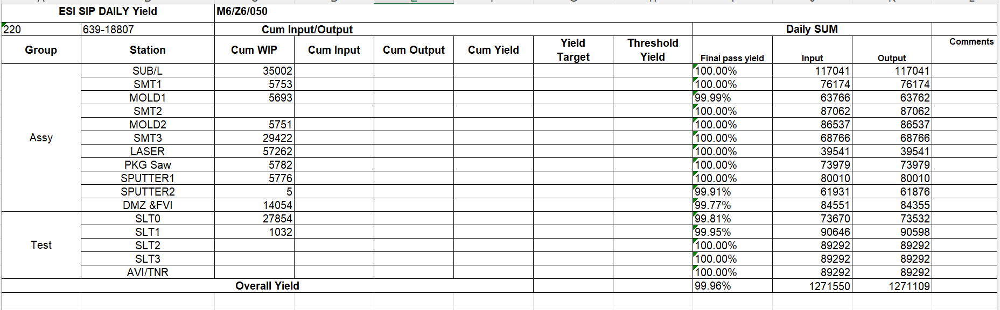 ESI SIP DAILY Yield M6/Z6/050
220 639-18807 Cum Input/Output Daily SUM
Group Station Cum WIP Cum Input Cum Output Cum Yield Yield Target Threshold Yield Final pass yield Input Output Comments
SUB/L 35002 100.00% 117041 117041
SMT1 5753 100.00% 76174 76174
MOLD1 5693 99.99% 63766 63762
SMT2 100.00% 87062 87062
MOLD2 5751 100.00% 86537 86537
Assy SMT3 29422 100.00% 68766 68766
LASER 57262 100.00% 39541 39541
PKG Saw 5782 100.00% 73979 73979
SPUTTER1 5776 100.00% 80010 80010
SPUTTER2 5 99.91% 61931 61876
DMZ &FVI 14054 99.77% 84551 84355
SLT0 27854 99.81% 73670 73532
SLT1 1032 99.95% 90646 90598
Test SLT2 100.00% 89292 89292
SLT3 100.00% 89292 89292
AVI/TNR 100.00% 89292 89292
Overall Yield 99.96% 1271550 1271109